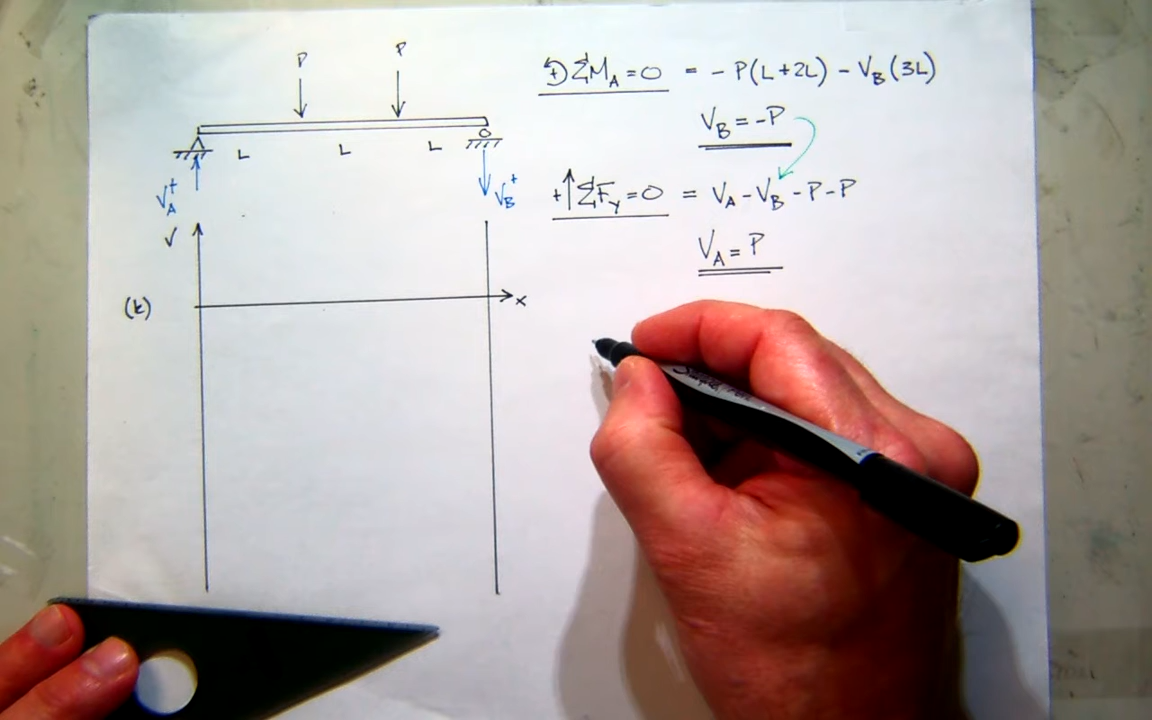 P P
L L L
V_A^+ V_B^+
V
(k) x
+↺ΣM_A=0 = -P(L+2L) - V_B(3L)
V_B = -P
+↑ΣF_y=0 = V_A - V_B - P - P
V_A = P